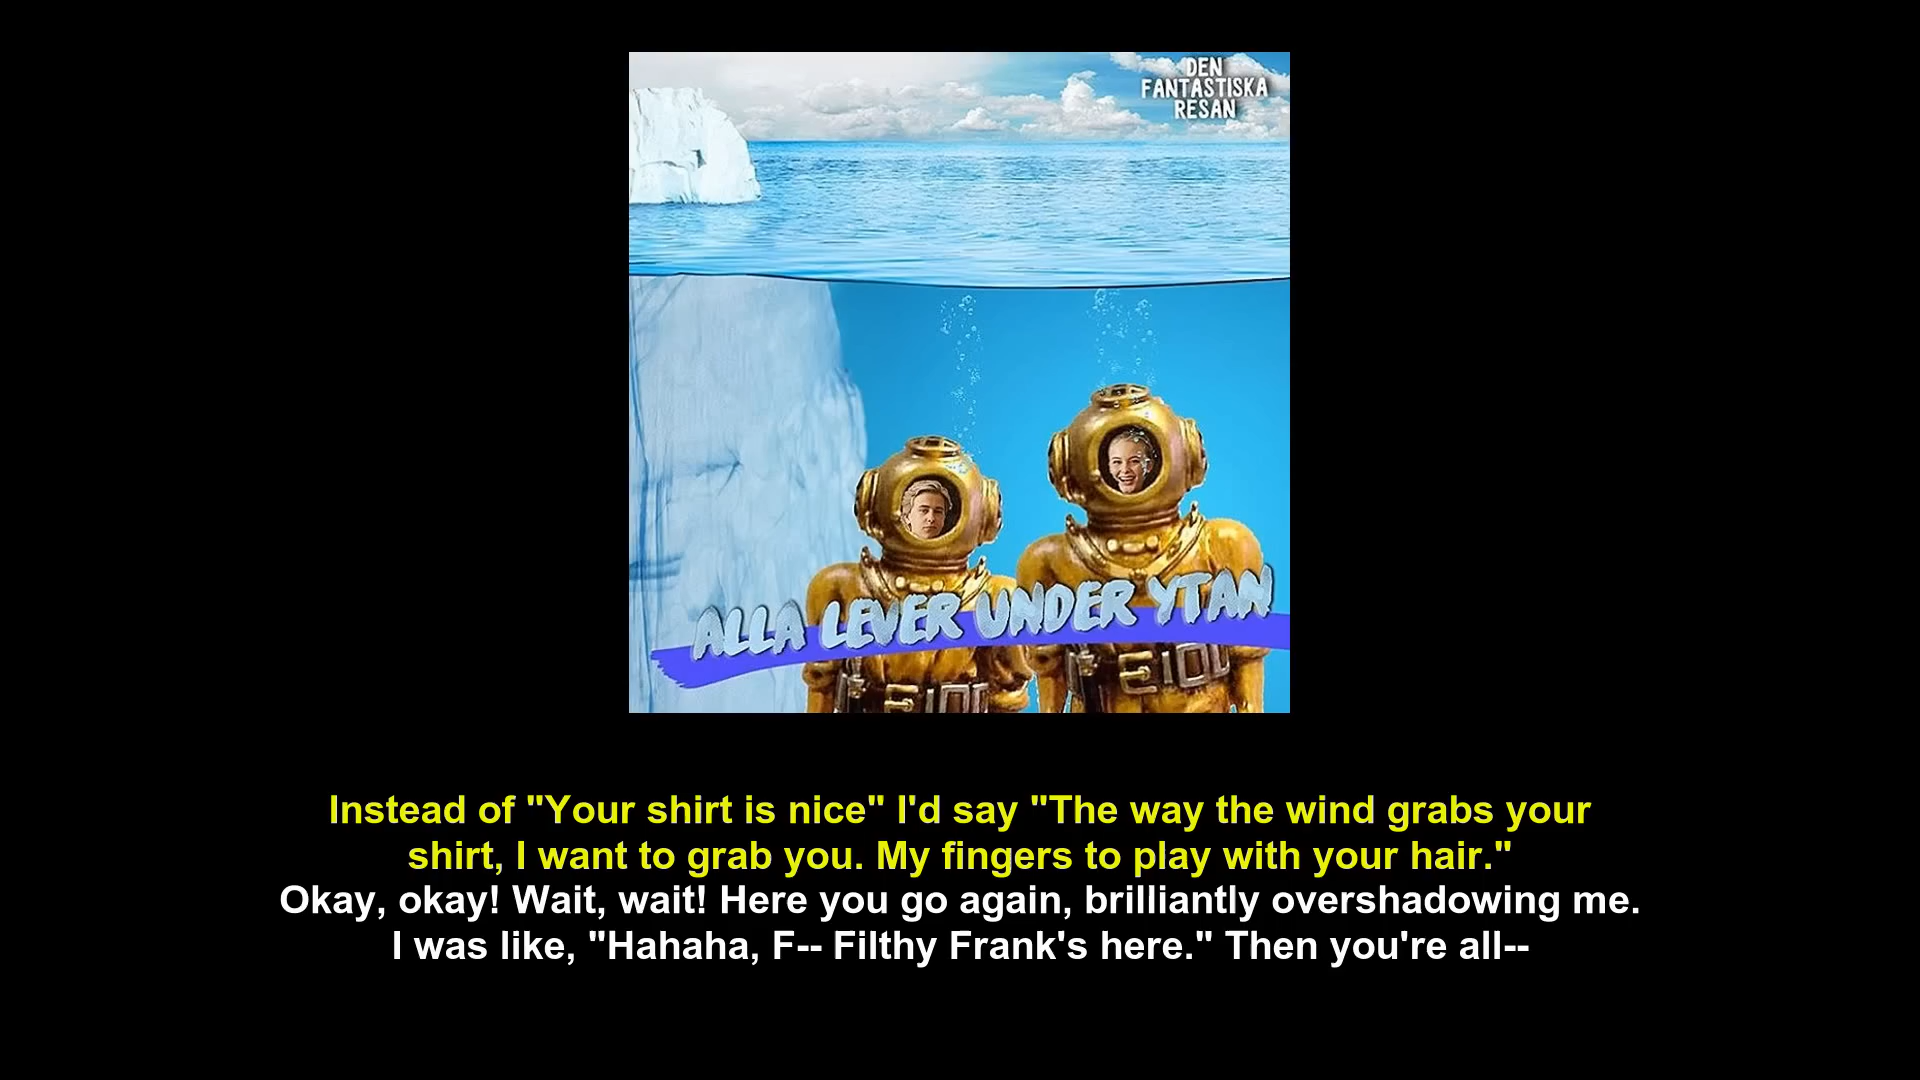 DEN
FANTASTISKA
RESAN
ALLA LEVER UNDER YTAN
Instead of "Your shirt is nice" I'd say "The way the wind grabs your
shirt, I want to grab you. My fingers to play with your hair."
Okay, okay! Wait, wait! Here you go again, brilliantly overshadowing me.
I was like, "Hahaha, F-- Filthy Frank's here." Then you're all--